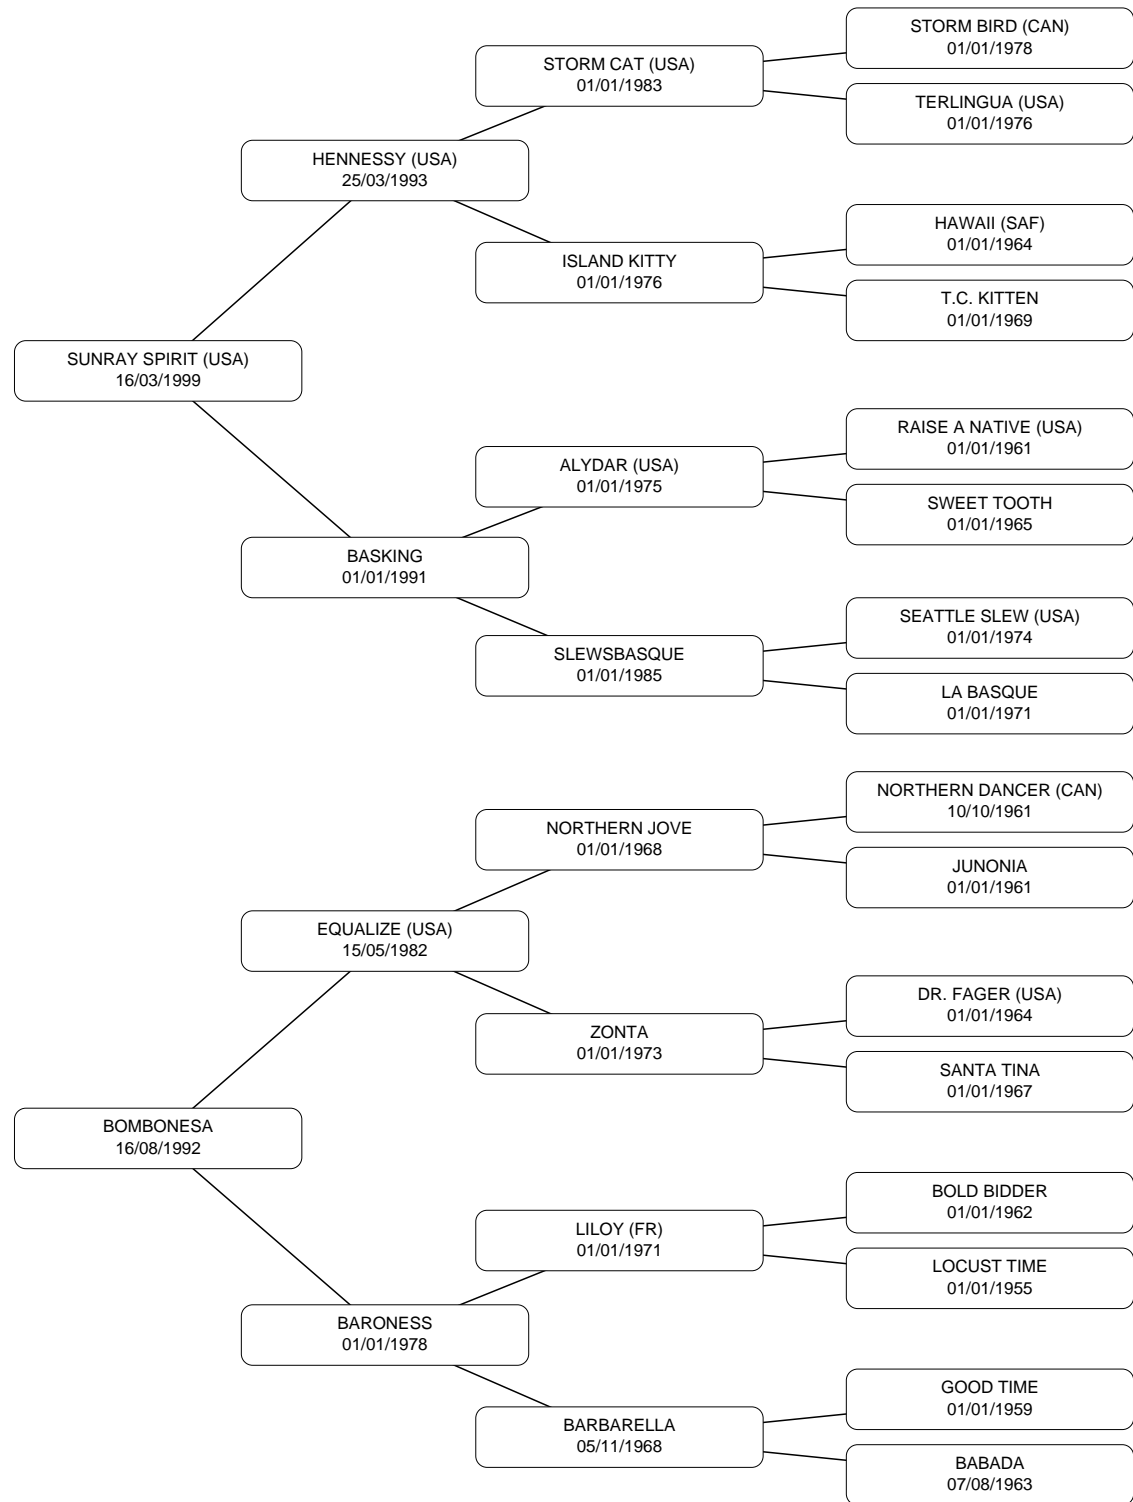 STORM BIRD (CAN)
01/01/1978
STORM CAT (USA)
01/01/1983
TERLINGUA (USA)
01/01/1976
HENNESSY (USA)
25/03/1993
HAWAII (SAF)
01/01/1964
ISLAND KITTY
01/01/1976
T.C. KITTEN
01/01/1969
SUNRAY SPIRIT (USA)
16/03/1999
RAISE A NATIVE (USA)
01/01/1961
ALYDAR (USA)
01/01/1975
SWEET TOOTH
01/01/1965
BASKING
01/01/1991
SEATTLE SLEW (USA)
01/01/1974
SLEWSBASQUE
01/01/1985
LA BASQUE
01/01/1971
NORTHERN DANCER (CAN)
10/10/1961
NORTHERN JOVE
01/01/1968
JUNONIA
01/01/1961
EQUALIZE (USA)
15/05/1982
DR. FAGER (USA)
01/01/1964
ZONTA
01/01/1973
SANTA TINA
01/01/1967
BOMBONESA
16/08/1992
BOLD BIDDER
01/01/1962
LILOY (FR)
01/01/1971
LOCUST TIME
01/01/1955
BARONESS
01/01/1978
GOOD TIME
01/01/1959
BARBARELLA
05/11/1968
BABADA
07/08/1963